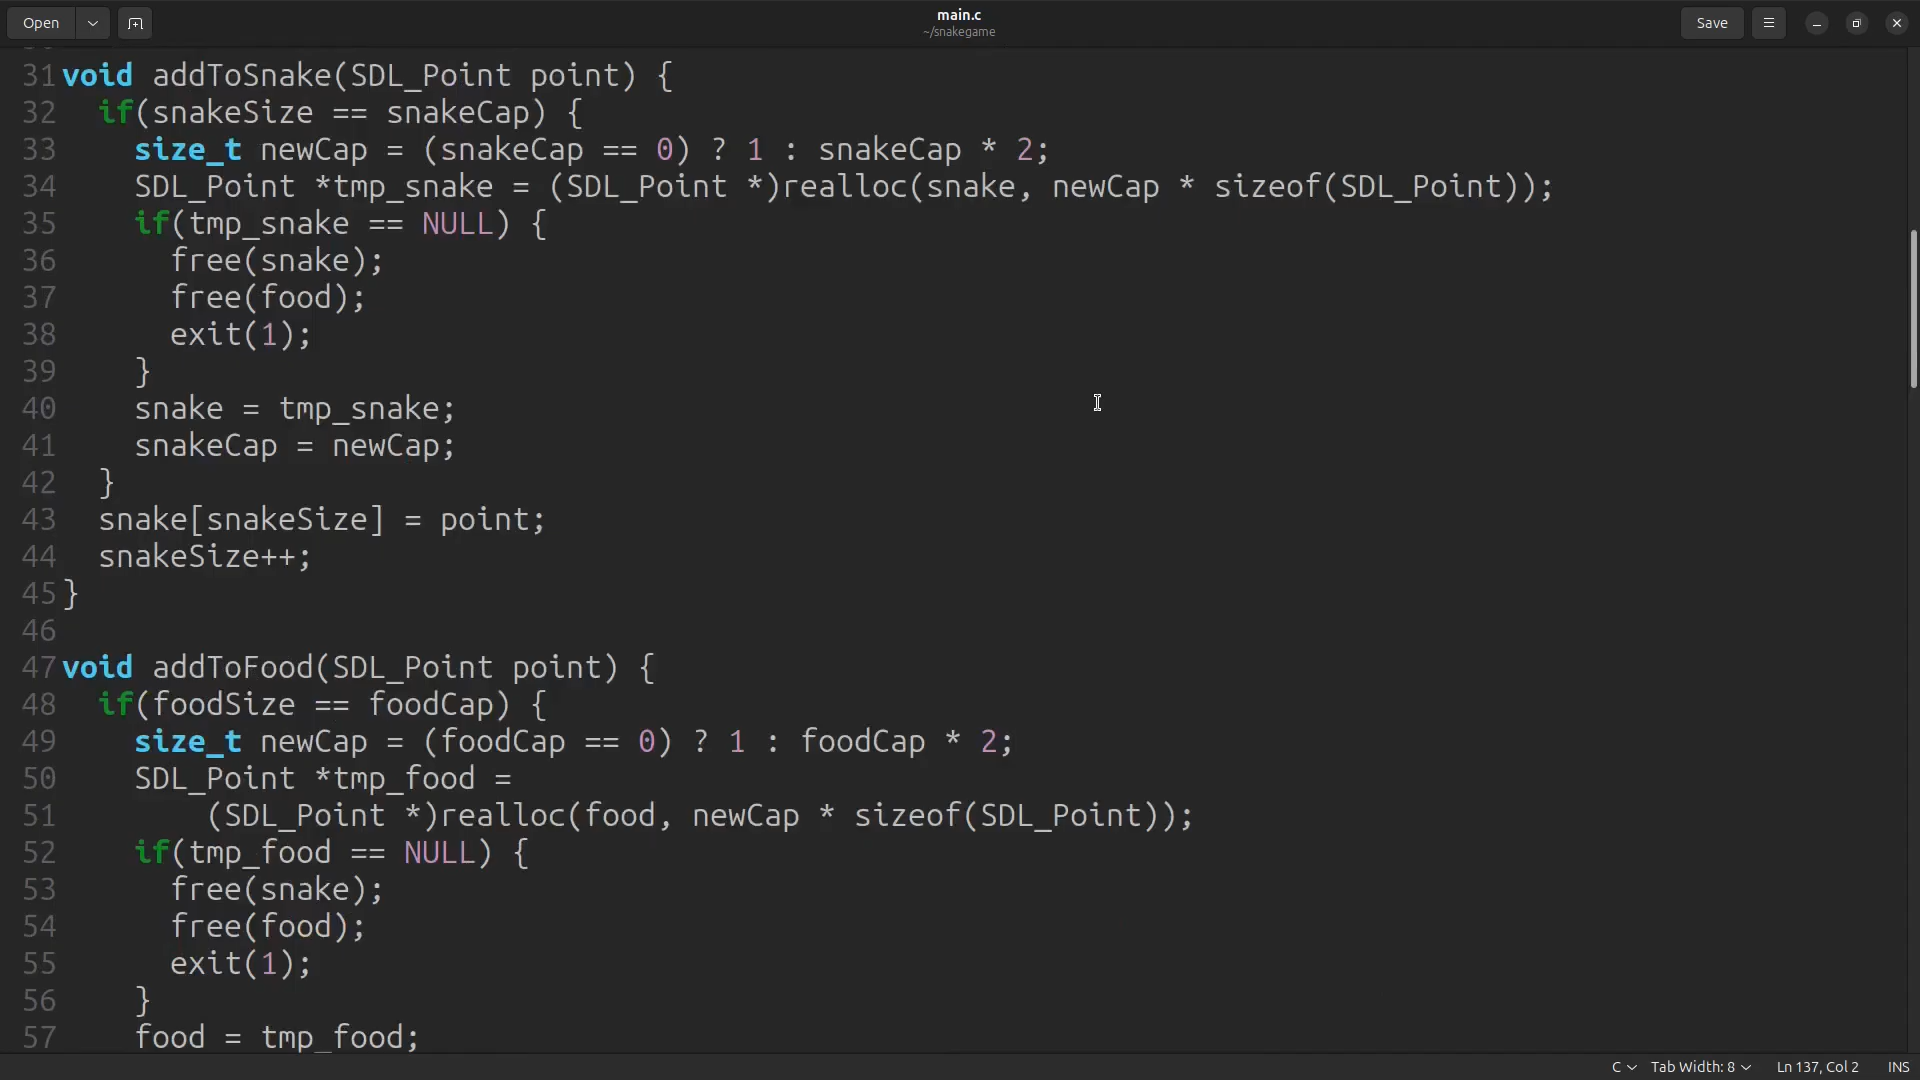 Open
main.c
~/snakegame
Save
31 void addToSnake(SDL_Point point) {
32   if(snakeSize == snakeCap) {
33     size_t newCap = (snakeCap == 0) ? 1 : snakeCap * 2;
34     SDL_Point *tmp_snake = (SDL_Point *)realloc(snake, newCap * sizeof(SDL_Point));
35     if(tmp_snake == NULL) {
36       free(snake);
37       free(food);
38       exit(1);
39     }
40     snake = tmp_snake;
41     snakeCap = newCap;
42   }
43   snake[snakeSize] = point;
44   snakeSize++;
45 }
46
47 void addToFood(SDL_Point point) {
48   if(foodSize == foodCap) {
49     size_t newCap = (foodCap == 0) ? 1 : foodCap * 2;
50     SDL_Point *tmp_food =
51         (SDL_Point *)realloc(food, newCap * sizeof(SDL_Point));
52     if(tmp_food == NULL) {
53       free(snake);
54       free(food);
55       exit(1);
56     }
57     food = tmp_food;
C Tab Width: 8 Ln 137, Col 2 INS